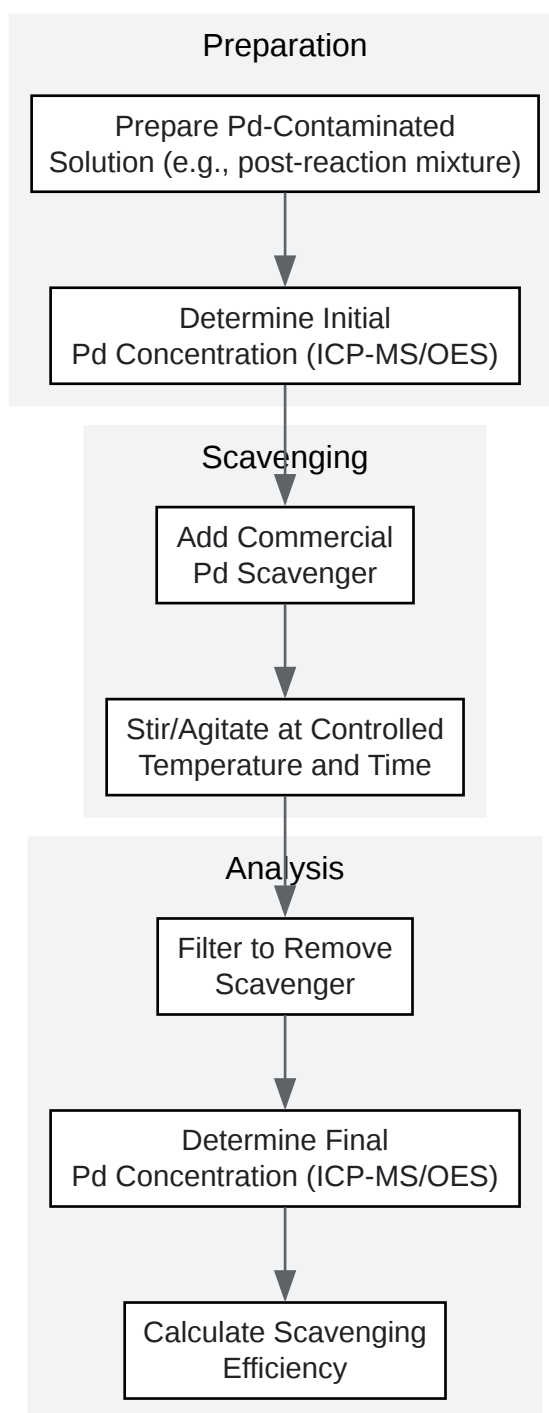 Preparation
Prepare Pd-Contaminated
Solution (e.g., post-reaction mixture)
Determine Initial
Pd Concentration (ICP-MS/OES)
Scavenging
Add Commercial
Pd Scavenger
Stir/Agitate at Controlled
Temperature and Time
Analysis
Filter to Remove
Scavenger
Determine Final
Pd Concentration (ICP-MS/OES)
Calculate Scavenging
Efficiency